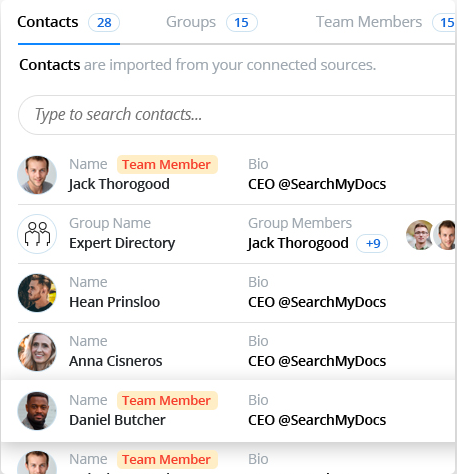 Contacts 28 Groups 15 Team Members 15
Contacts are imported from your connected sources.
Type to search contacts...
Name Team Member Bio
Jack Thorogood CEO @SearchMyDocs
Group Name Group Members
Expert Directory Jack Thorogood +9
Name Bio
Hean Prinsloo CEO @SearchMyDocs
Name Bio
Anna Cisneros CEO @SearchMyDocs
Name Team Member Bio
Daniel Butcher CEO @SearchMyDocs
Name Team Member Bio